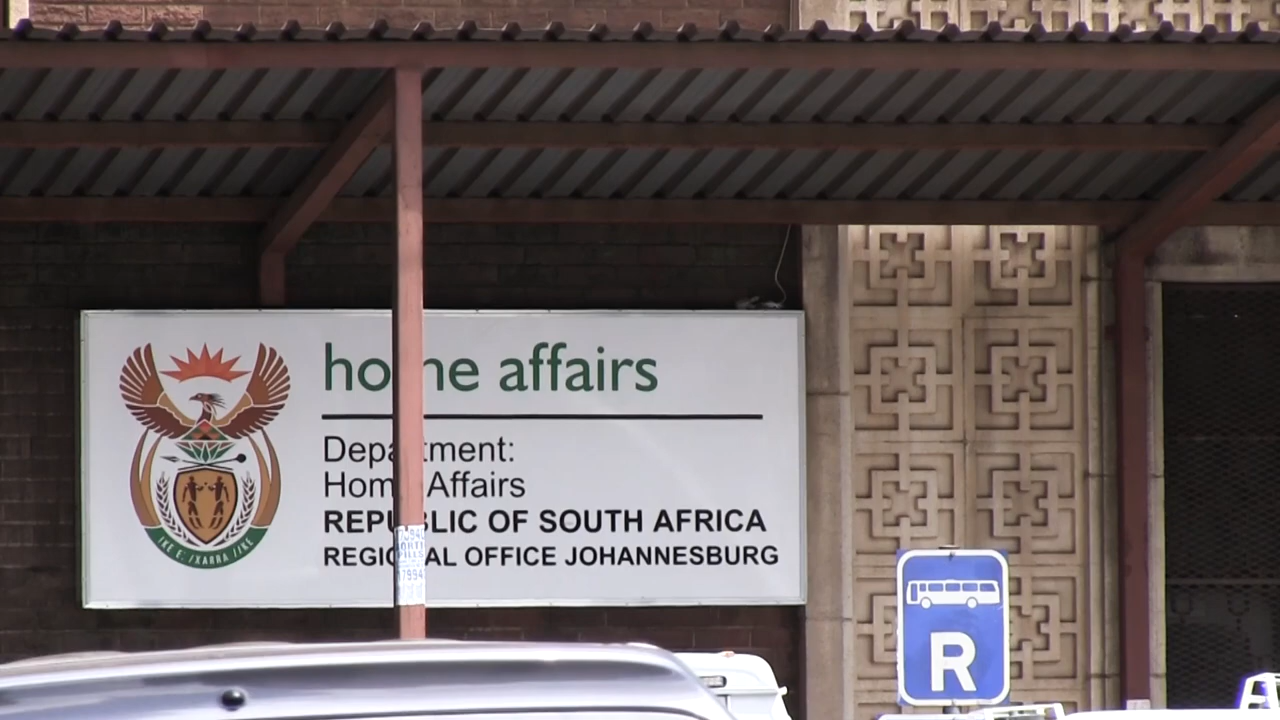 home affairs
Department:
Home Affairs
REPUBLIC OF SOUTH AFRICA
REGIONAL OFFICE JOHANNESBURG
!KE E: /XARRA //KE
R